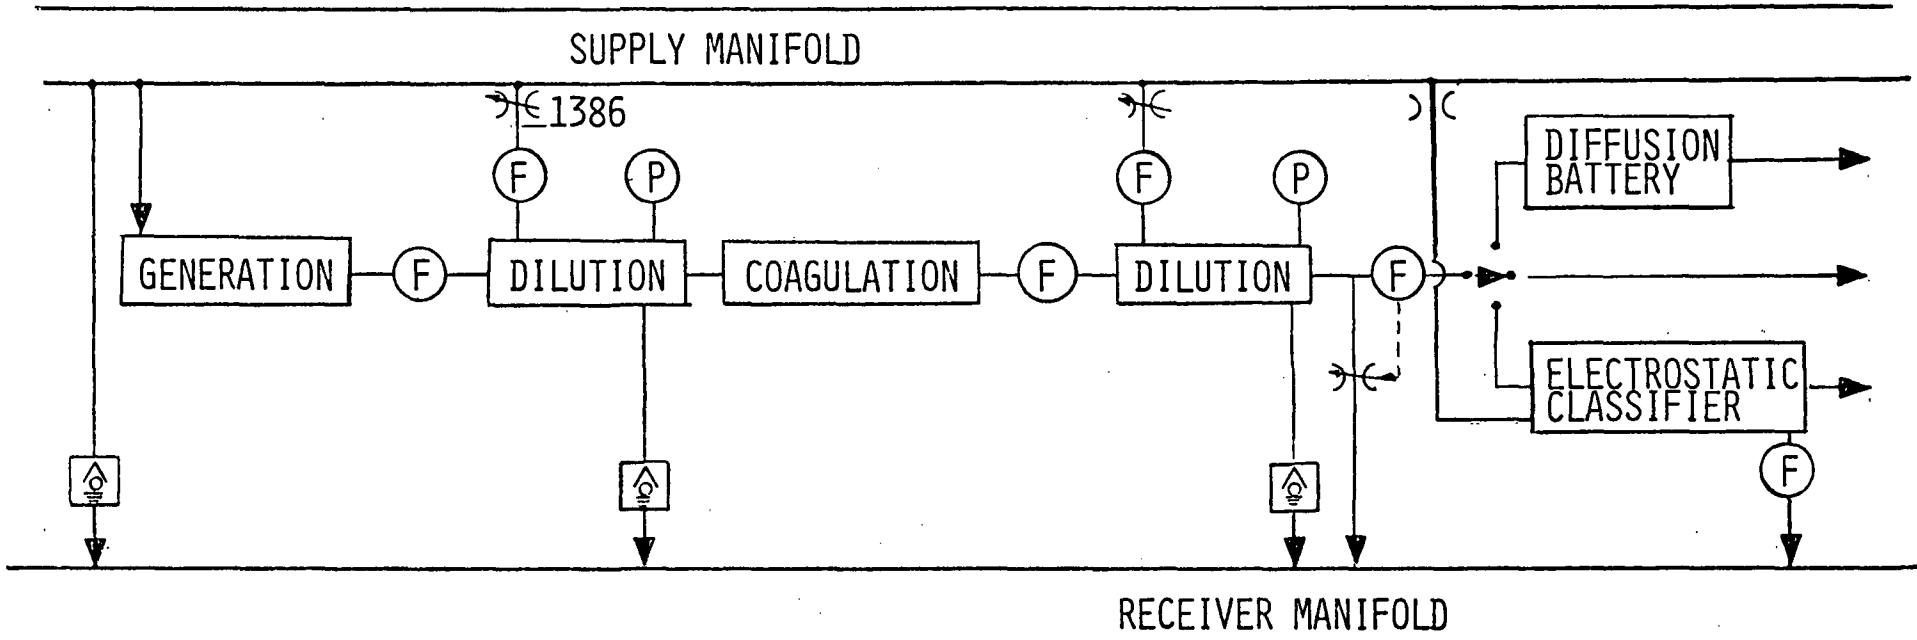 SUPPLY MANIFOLD
1386
F
P
F
P
DIFFUSION
BATTERY
GENERATION
F
DILUTION
COAGULATION
F
DILUTION
F
ELECTROSTATIC
CLASSIFIER
F
RECEIVER MANIFOLD